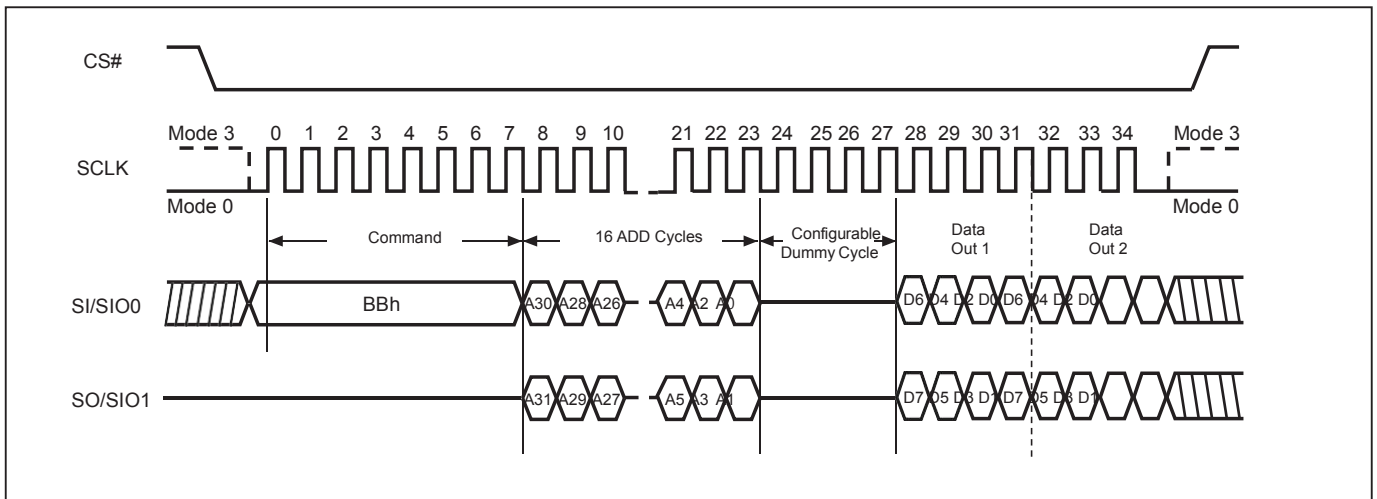 CS#
Mode 3 0 1 2 3 4 5 6 7 8 9 10 21 22 23 24 25 26 27 28 29 30 31 32 33 34 Mode 3
SCLK
Mode 0 Mode 0
Command 16 ADD Cycles Configurable Dummy Cycle Data Out 1 Data Out 2
SI/SIO0 BBh A30 A28 A26 A4 A2 A0 D6 D4 D2 D0 D6 D4 D2 D0
SO/SIO1 A31 A29 A27 A5 A3 A1 D7 D5 D3 D1 D7 D5 D3 D1